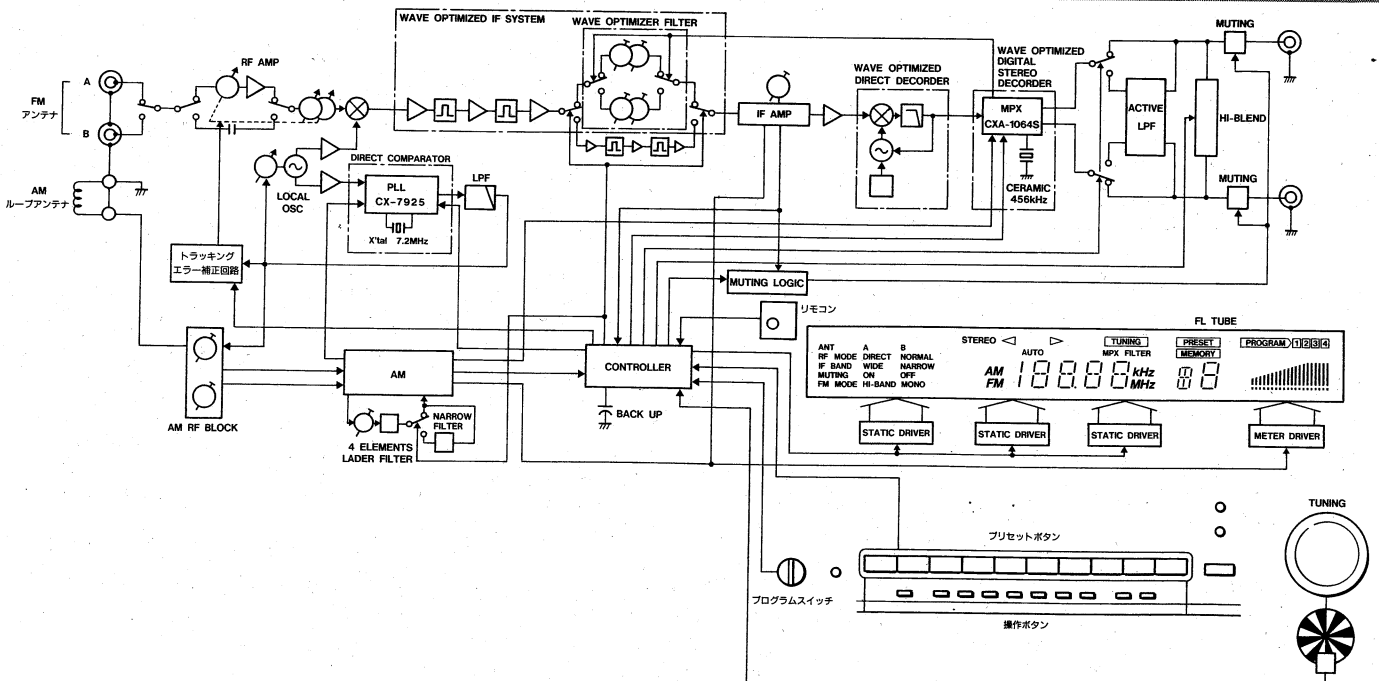 WAVE OPTIMIZED IF SYSTEM
WAVE OPTIMIZER FILTER
MUTING
RF AMP
WAVE OPTIMIZED
DIGITAL
STEREO
DECORDER
WAVE OPTIMIZED
DIRECT DECORDER
FM
アンテナ
A
B
IF AMP
MPX
CXA-1064S
ACTIVE
LPF
HI-BLEND
DIRECT COMPARATOR
PLL
CX-7925
X'tal 7.2MHz
LPF
LOCAL
OSC
CERAMIC
456kHz
MUTING
AM
ループアンテナ
トラッキング
エラー補正回路
MUTING LOGIC
リモコン
FL TUBE
ANT A B
RF MODE DIRECT NORMAL
IF BAND WIDE NARROW
MUTING ON OFF
FM MODE HI-BAND MONO
STEREO
AUTO
TUNING
MPX FILTER
PRESET
MEMORY
PROGRAM 1 2 3 4
AM 188.88 kHz
FM MHz
8
CONTROLLER
AM
BACK UP
AM RF BLOCK
NARROW
FILTER
4 ELEMENTS
LADER FILTER
STATIC DRIVER
STATIC DRIVER
STATIC DRIVER
METER DRIVER
TUNING
プリセットボタン
プログラムスイッチ
操作ボタン